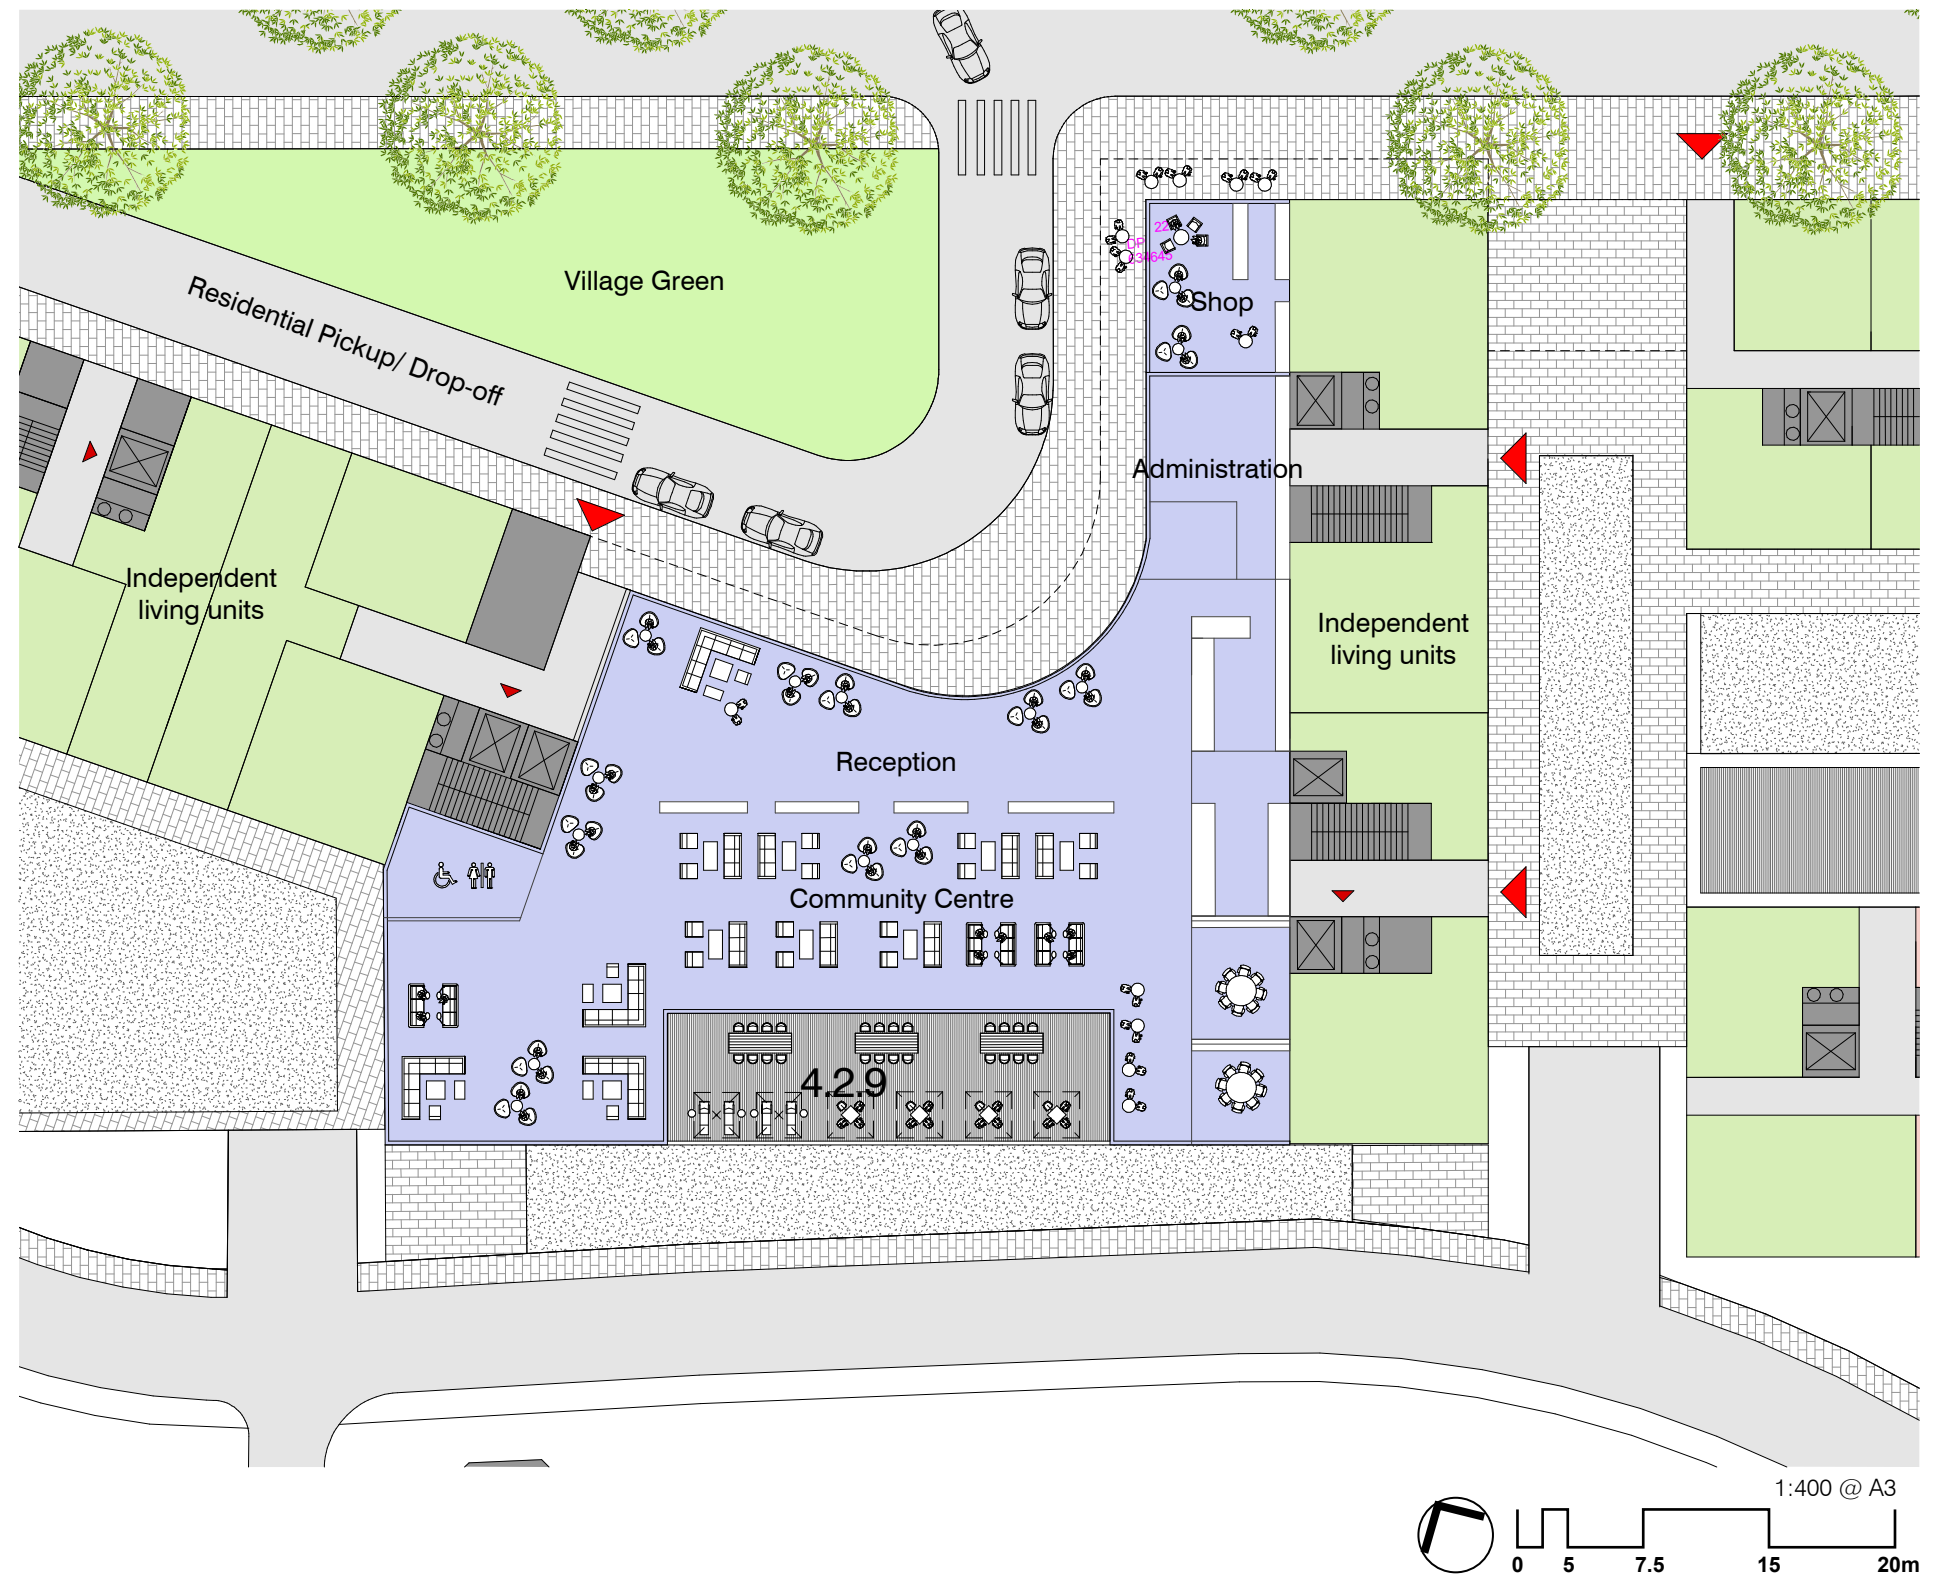 Village Green
Residential Pickup/ Drop-off
Shop
Administration
Independent
living units
Independent
living units
Reception
Community Centre
4.2.9
1:400 @ A3
0 5 7.5 15 20m